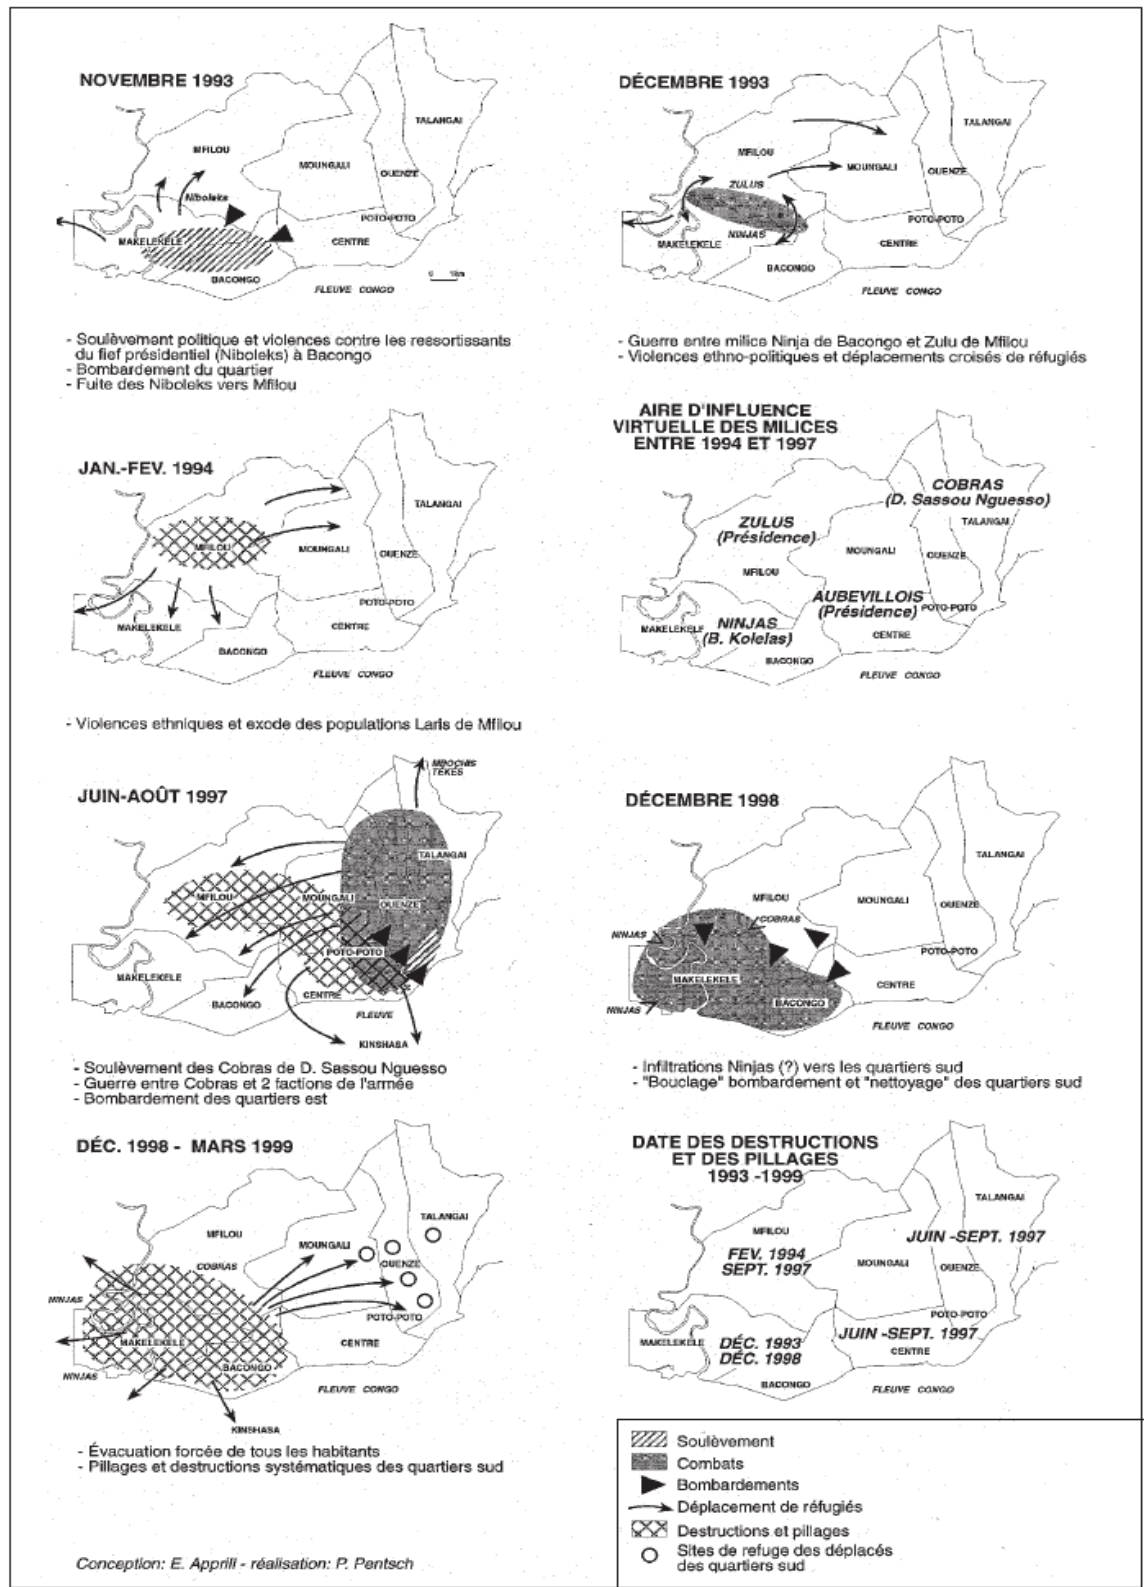 NOVEMBRE 1993
TALANGAI
MFILOU
MOUNGALI
OUENZE
Niboleks
POTO-POTO
MAKELEKELE
CENTRE
BACONGO
FLEUVE CONGO
- Soulèvement politique et violences contre les ressortissants
du fief présidentiel (Niboleks) à Bacongo
- Bombardement du quartier
- Fuite des Niboleks vers Mfilou
DÉCEMBRE 1993
TALANGAI
MFILOU
MOUNGALI
OUENZE
ZULUS
POTO-POTO
NINJAS
MAKELEKELE
CENTRE
BACONGO
FLEUVE CONGO
- Guerre entre milice Ninja de Bacongo et Zulu de Mfilou
- Violences ethno-politiques et déplacements croisés de réfugiés
JAN.-FEV. 1994
TALANGAI
MFILOU
MOUNGALI
OUENZE
POTO-POTO
MAKELEKELE
CENTRE
BACONGO
FLEUVE CONGO
- Violences ethniques et exode des populations Laris de Mfilou
AIRE D'INFLUENCE
VIRTUELLE DES MILICES
ENTRE 1994 ET 1997
COBRAS
(D. Sassou Nguesso)
TALANGAI
ZULUS
(Présidence)
MOUNGALI
OUENZE
MFILOU
AUBEVILLOIS
(Présidence)
POTO-POTO
NINJAS
MAKELEKELE
(B. Kolelas)
CENTRE
BACONGO
FLEUVE CONGO
JUIN-AOÛT 1997
MBOCHIS
TEKES
TALANGAI
MFILOU
MOUNGALI
OUENZE
POTO-POTO
MAKELEKELE
BACONGO
CENTRE
FLEUVE
KINSHASA
- Soulèvement des Cobras de D. Sassou Nguesso
- Guerre entre Cobras et 2 factions de l'armée
- Bombardement des quartiers est
DÉCEMBRE 1998
TALANGAI
MFILOU
MOUNGALI
OUENZE
COBRAS
NINJAS
POTO-POTO
MAKELEKELE
CENTRE
BACONGO
NINJAS
FLEUVE CONGO
- Infiltrations Ninjas (?) vers les quartiers sud
- "Bouclage" bombardement et "nettoyage" des quartiers sud
DÉC. 1998 - MARS 1999
TALANGAI
MFILOU
MOUNGALI
OUENZE
COBRAS
NINJAS
POTO-POTO
MAKELEKELE
CENTRE
BACONGO
NINJAS
FLEUVE CONGO
KINSHASA
- Évacuation forcée de tous les habitants
- Pillages et destructions systématiques des quartiers sud
DATE DES DESTRUCTIONS
ET DES PILLAGES
1993 -1999
TALANGAI
MFILOU
JUIN -SEPT. 1997
FEV. 1994
SEPT. 1997
MOUNGALI
OUENZE
POTO-POTO
JUIN -SEPT. 1997
MAKELEKELE
DÉC. 1993
DÉC. 1998
CENTRE
BACONGO
FLEUVE CONGO
Soulèvement
Combats
Bombardements
Déplacement de réfugiés
Destructions et pillages
Sites de refuge des déplacés
des quartiers sud
Conception: E. Apprill - réalisation: P. Pentsch